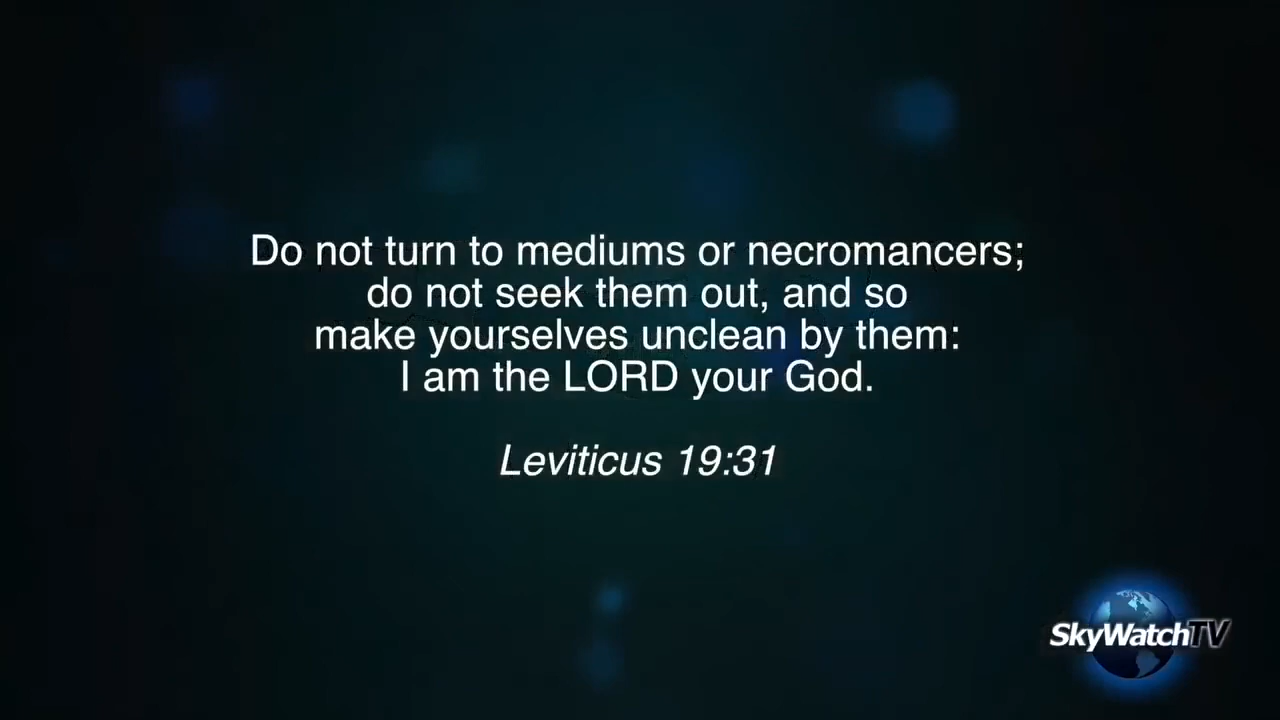 Do not turn to mediums or necromancers;
do not seek them out, and so
make yourselves unclean by them:
I am the LORD your God.
Leviticus 19:31
SkyWatchTV